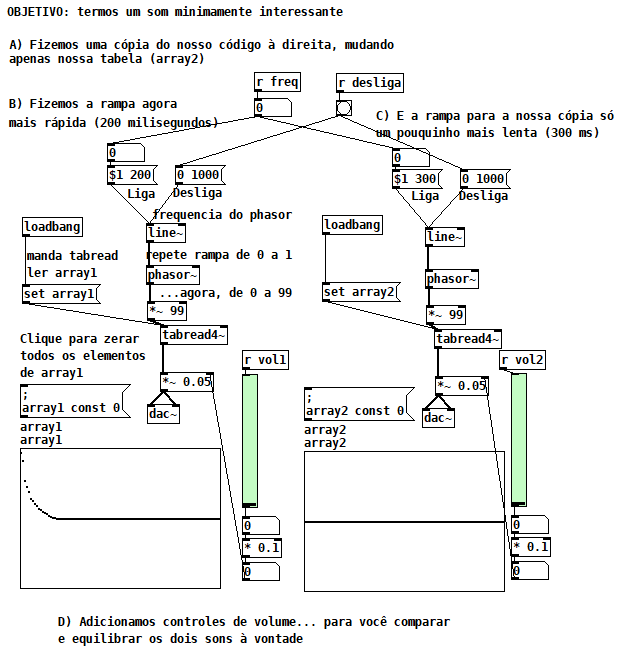 OBJETIVO: termos um som minimamente interessante
A) Fizemos uma cópia do nosso código à direita, mudando
apenas nossa tabela (array2)
r freq
r desliga
B) Fizemos a rampa agora
mais rápida (200 milisegundos)
0
C) E a rampa para a nossa cópia só
um pouquinho mais lenta (300 ms)
0
$1 200
0 1000
Liga
Desliga
0
$1 300
0 1000
Liga
Desliga
frequencia do phasor
loadbang
line~
manda tabread
ler array1
repete rampa de 0 a 1
phasor~
set array1
...agora, de 0 a 99
*~ 99
tabread4~
loadbang
line~
phasor~
set array2
*~ 99
tabread4~
Clique para zerar
todos os elementos
de array1
r vol1
*~ 0.05
;
array1 const 0
dac~
array1
array1
0
* 0.1
0
r vol2
*~ 0.05
;
array2 const 0
dac~
array2
array2
0
* 0.1
0
D) Adicionamos controles de volume... para você comparar
e equilibrar os dois sons à vontade